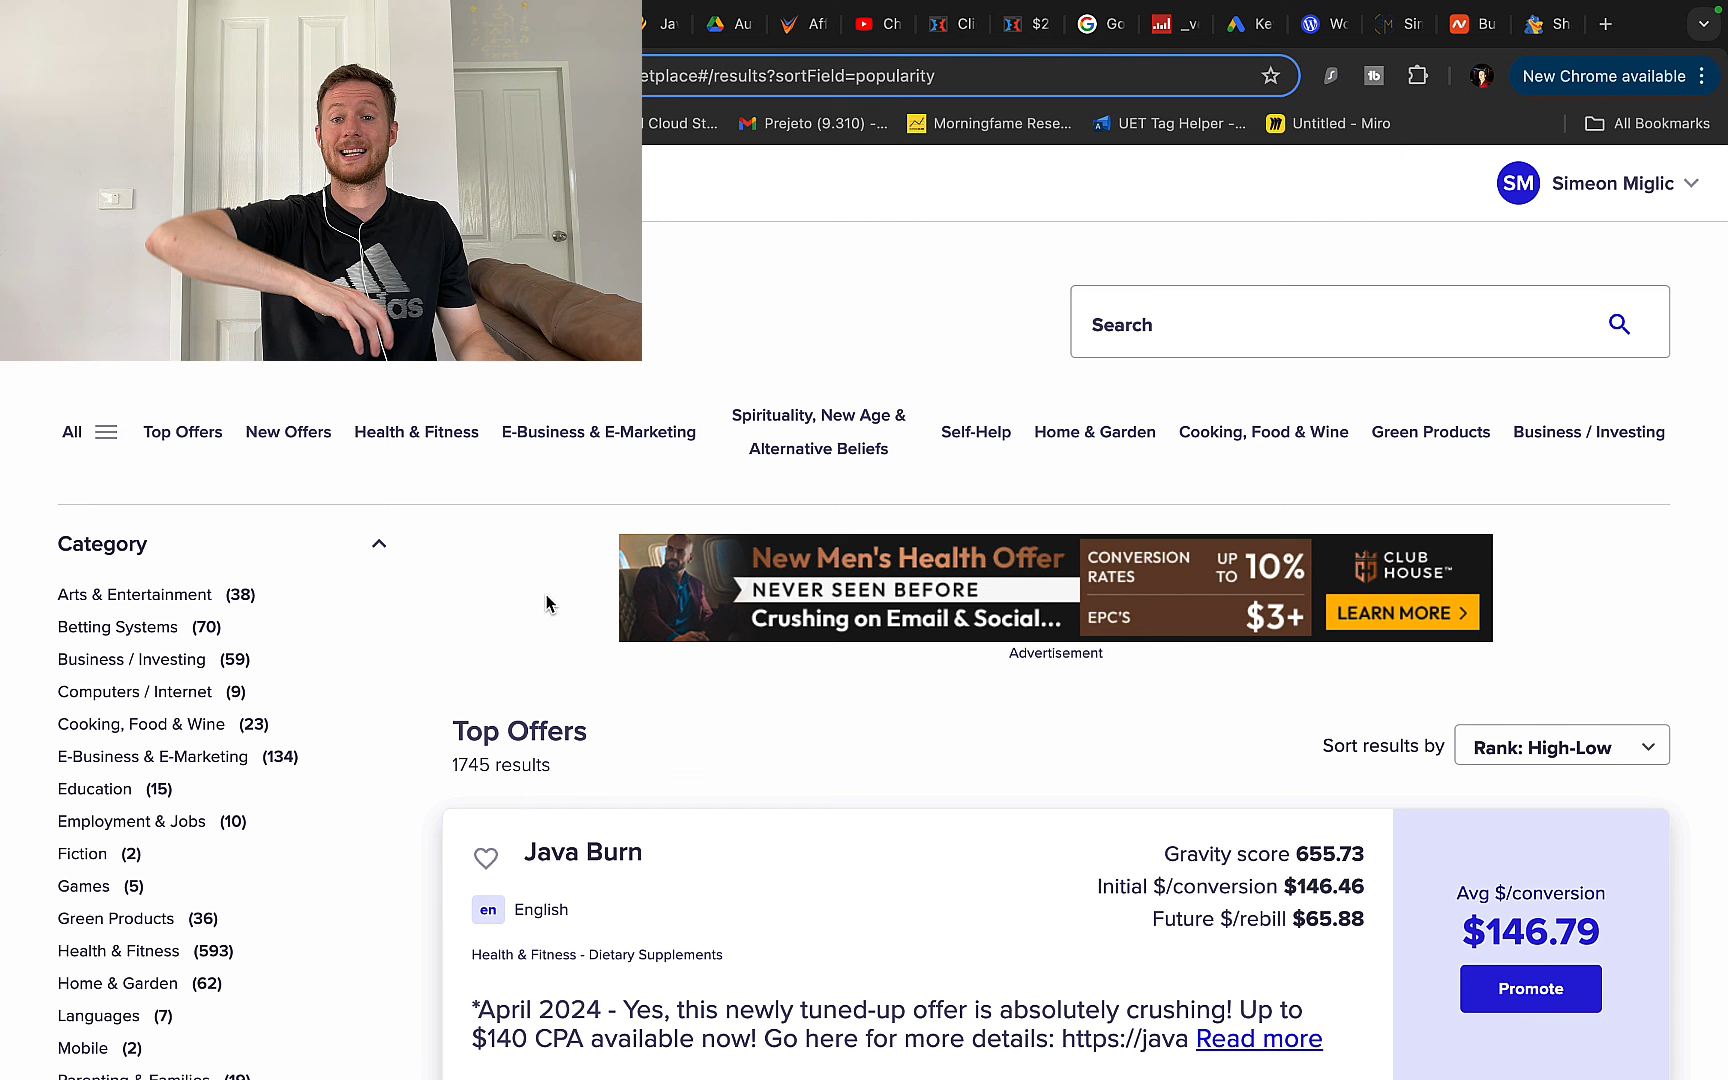 Ja
Au
Aff
Ch
Cli
$2
Go
_v
Ke
Wo
Sir
Bu
Sh
etplace#/results?sortField=popularity
New Chrome available
Cloud St...
Prejeto (9.310) -...
Morningfame Rese...
UET Tag Helper -...
Untitled - Miro
All Bookmarks
SM Simeon Miglic
adidas
Search
All
Top Offers
New Offers
Health & Fitness
E-Business & E-Marketing
Spirituality, New Age &
Alternative Beliefs
Self-Help
Home & Garden
Cooking, Food & Wine
Green Products
Business / Investing
Category
Arts & Entertainment (38)
Betting Systems (70)
Business / Investing (59)
Computers / Internet (9)
Cooking, Food & Wine (23)
E-Business & E-Marketing (134)
Education (15)
Employment & Jobs (10)
Fiction (2)
Games (5)
Green Products (36)
Health & Fitness (593)
Home & Garden (62)
Languages (7)
Mobile (2)
Parenting & Families (19)
New Men's Health Offer
NEVER SEEN BEFORE
Crushing on Email & Social...
CONVERSION
RATES
UP
TO
10%
EPC'S $3+
CLUB
HOUSE™
LEARN MORE >
Advertisement
Top Offers
1745 results
Sort results by Rank: High-Low
Java Burn
en English
Health & Fitness - Dietary Supplements
Gravity score 655.73
Initial $/conversion $146.46
Future $/rebill $65.88
*April 2024 - Yes, this newly tuned-up offer is absolutely crushing! Up to
$140 CPA available now! Go here for more details: https://java Read more
Avg $/conversion
$146.79
Promote